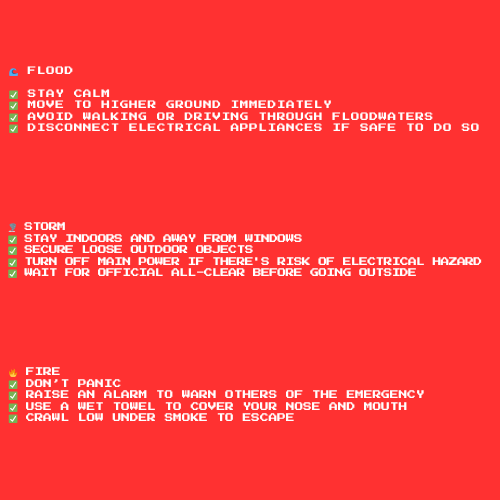 🌊 FLOOD
✅ STAY CALM
✅ MOVE TO HIGHER GROUND IMMEDIATELY
✅ AVOID WALKING OR DRIVING THROUGH FLOODWATERS
✅ DISCONNECT ELECTRICAL APPLIANCES IF SAFE TO DO SO
🌪 STORM
✅ STAY INDOORS AND AWAY FROM WINDOWS
✅ SECURE LOOSE OUTDOOR OBJECTS
✅ TURN OFF MAIN POWER IF THERE'S RISK OF ELECTRICAL HAZARD
✅ WAIT FOR OFFICIAL ALL-CLEAR BEFORE GOING OUTSIDE
🔥 FIRE
✅ DON'T PANIC
✅ RAISE AN ALARM TO WARN OTHERS OF THE EMERGENCY
✅ USE A WET TOWEL TO COVER YOUR NOSE AND MOUTH
✅ CRAWL LOW UNDER SMOKE TO ESCAPE